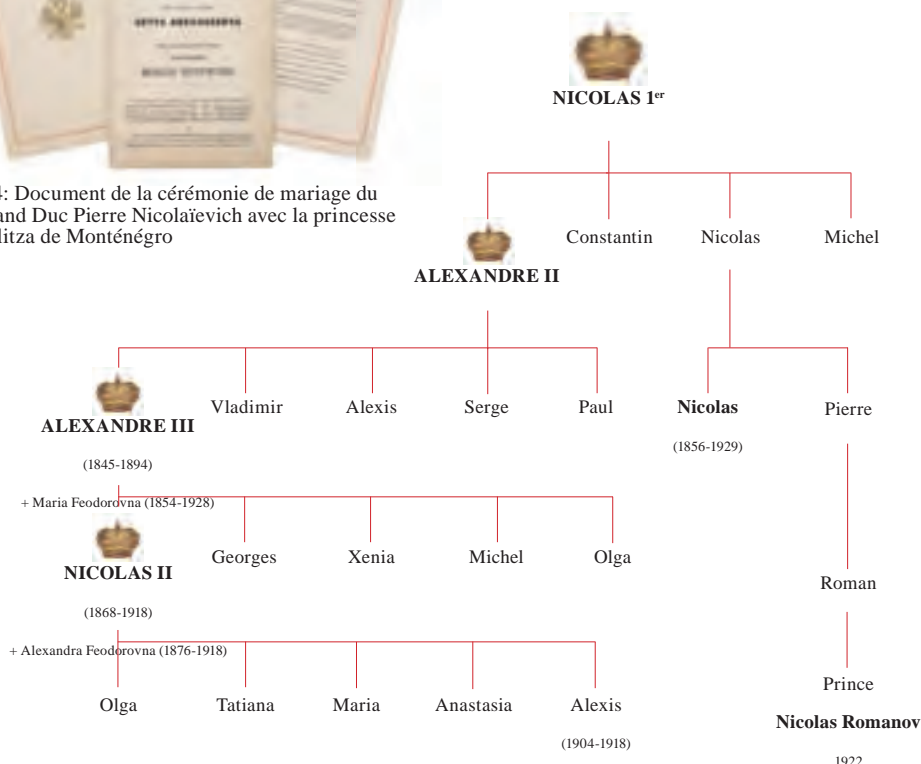 NICOLAS 1er
4: Document de la cérémonie de mariage du
and Duc Pierre Nicolaïevich avec la princesse
litza de Monténégro
Constantin Nicolas Michel
ALEXANDRE II
Vladimir Alexis Serge Paul Nicolas Pierre
ALEXANDRE III
(1856-1929)
(1845-1894)
+ Maria Feodorovna (1854-1928)
Georges Xenia Michel Olga
NICOLAS II
Roman
(1868-1918)
+ Alexandra Feodorovna (1876-1918)
Prince
Olga Tatiana Maria Anastasia Alexis
Nicolas Romanov
(1904-1918)
1922